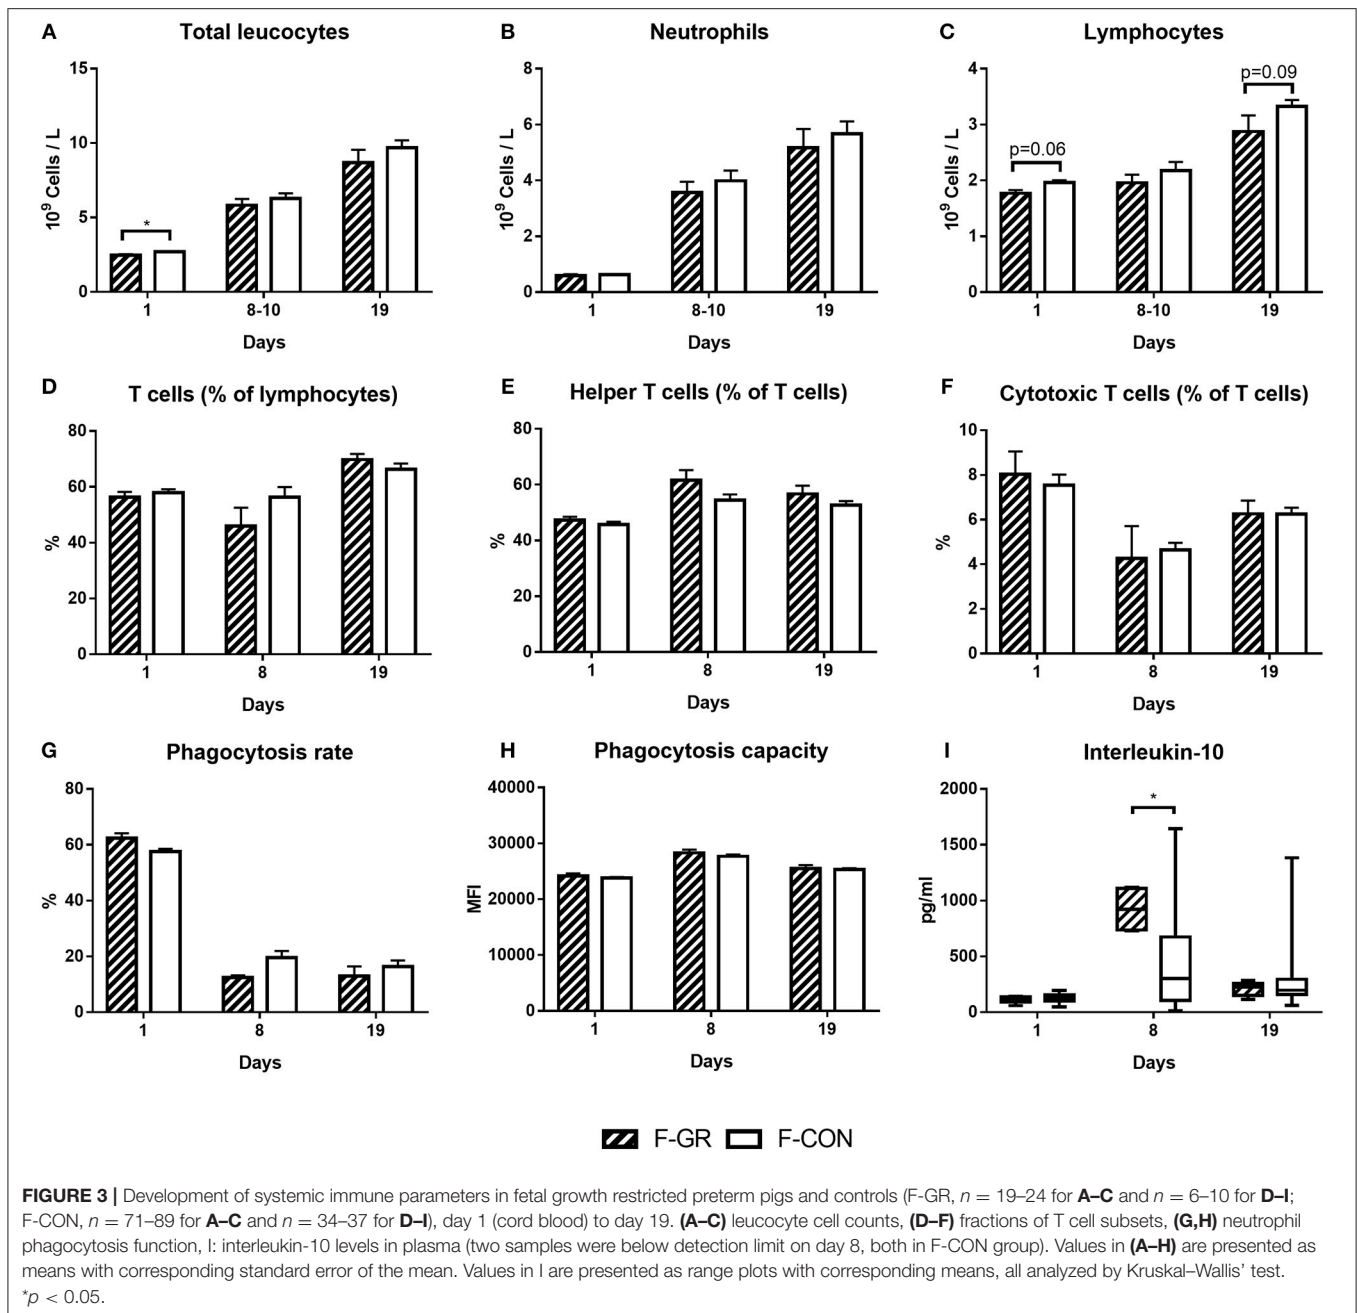 A Total leucocytes
15
10
5
0
10⁹ Cells / L
*
1 8-10 19
Days
B Neutrophils
8
6
4
2
0
10⁹ Cells / L
1 8-10 19
Days
C Lymphocytes
4
3
2
1
0
10⁹ Cells / L
p=0.06
p=0.09
1 8-10 19
Days
D T cells (% of lymphocytes)
80
60
40
20
0
%
1 8 19
Days
E Helper T cells (% of T cells)
80
60
40
20
0
%
1 8 19
Days
F Cytotoxic T cells (% of T cells)
10
8
6
4
2
0
%
1 8 19
Days
G Phagocytosis rate
80
60
40
20
0
%
1 8 19
Days
H Phagocytosis capacity
40000
30000
20000
10000
0
MFI
1 8 19
Days
I Interleukin-10
2000
1500
1000
500
0
pg/ml
*
1 8 19
Days
F-GR F-CON
FIGURE 3 | Development of systemic immune parameters in fetal growth restricted preterm pigs and controls (F-GR, n = 19–24 for A–C and n = 6–10 for D–I;
F-CON, n = 71–89 for A–C and n = 34–37 for D–I), day 1 (cord blood) to day 19. (A–C) leucocyte cell counts, (D–F) fractions of T cell subsets, (G,H) neutrophil
phagocytosis function, I: interleukin-10 levels in plasma (two samples were below detection limit on day 8, both in F-CON group). Values in (A–H) are presented as
means with corresponding standard error of the mean. Values in I are presented as range plots with corresponding means, all analyzed by Kruskal–Wallis' test.
*p < 0.05.